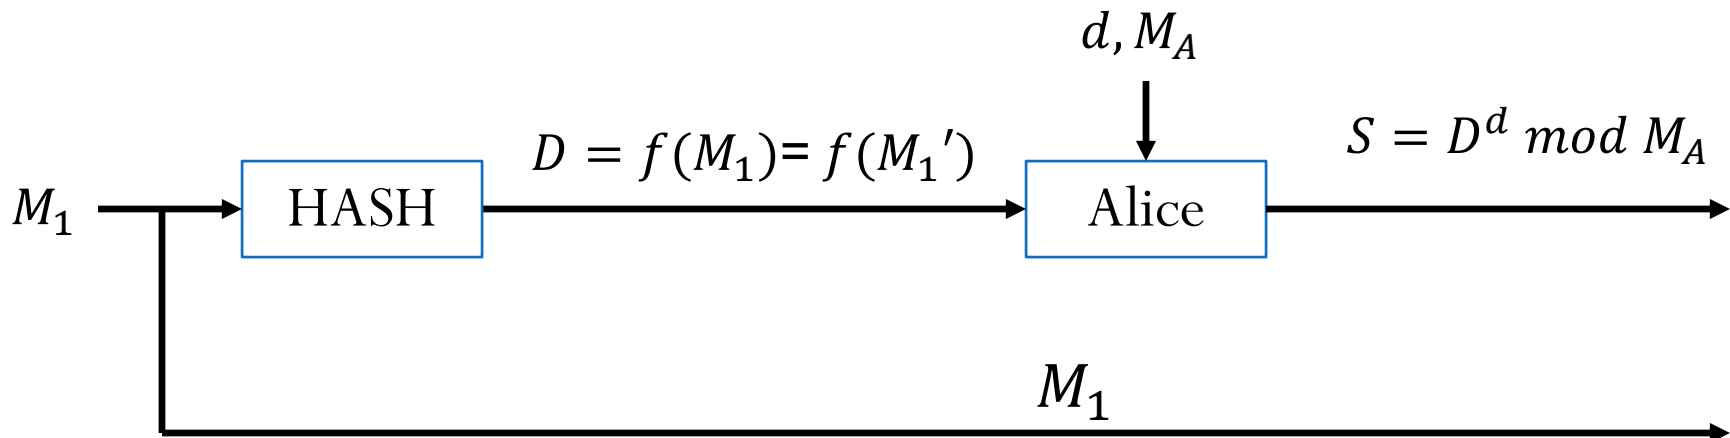 d, M_A
D = f(M_1)= f(M_1')
S = D^d mod M_A
M_1
HASH
Alice
M_1